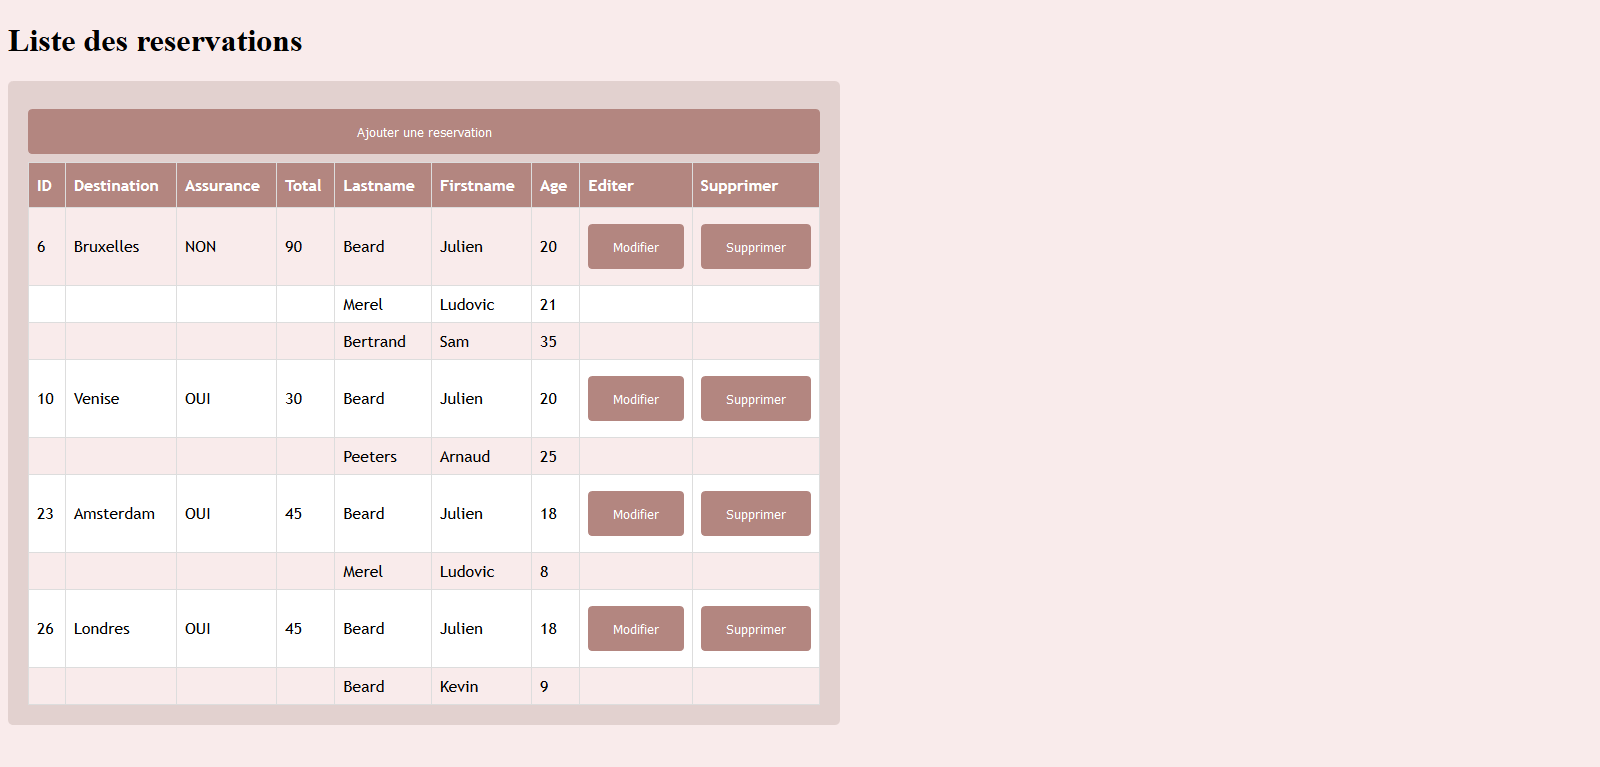 Liste des reservations
Ajouter une reservation
ID Destination Assurance Total Lastname Firstname Age Editer Supprimer
6 Bruxelles NON 90 Beard Julien 20 Modifier Supprimer
Merel Ludovic 21
Bertrand Sam 35
10 Venise OUI 30 Beard Julien 20 Modifier Supprimer
Peeters Arnaud 25
23 Amsterdam OUI 45 Beard Julien 18 Modifier Supprimer
Merel Ludovic 8
26 Londres OUI 45 Beard Julien 18 Modifier Supprimer
Beard Kevin 9